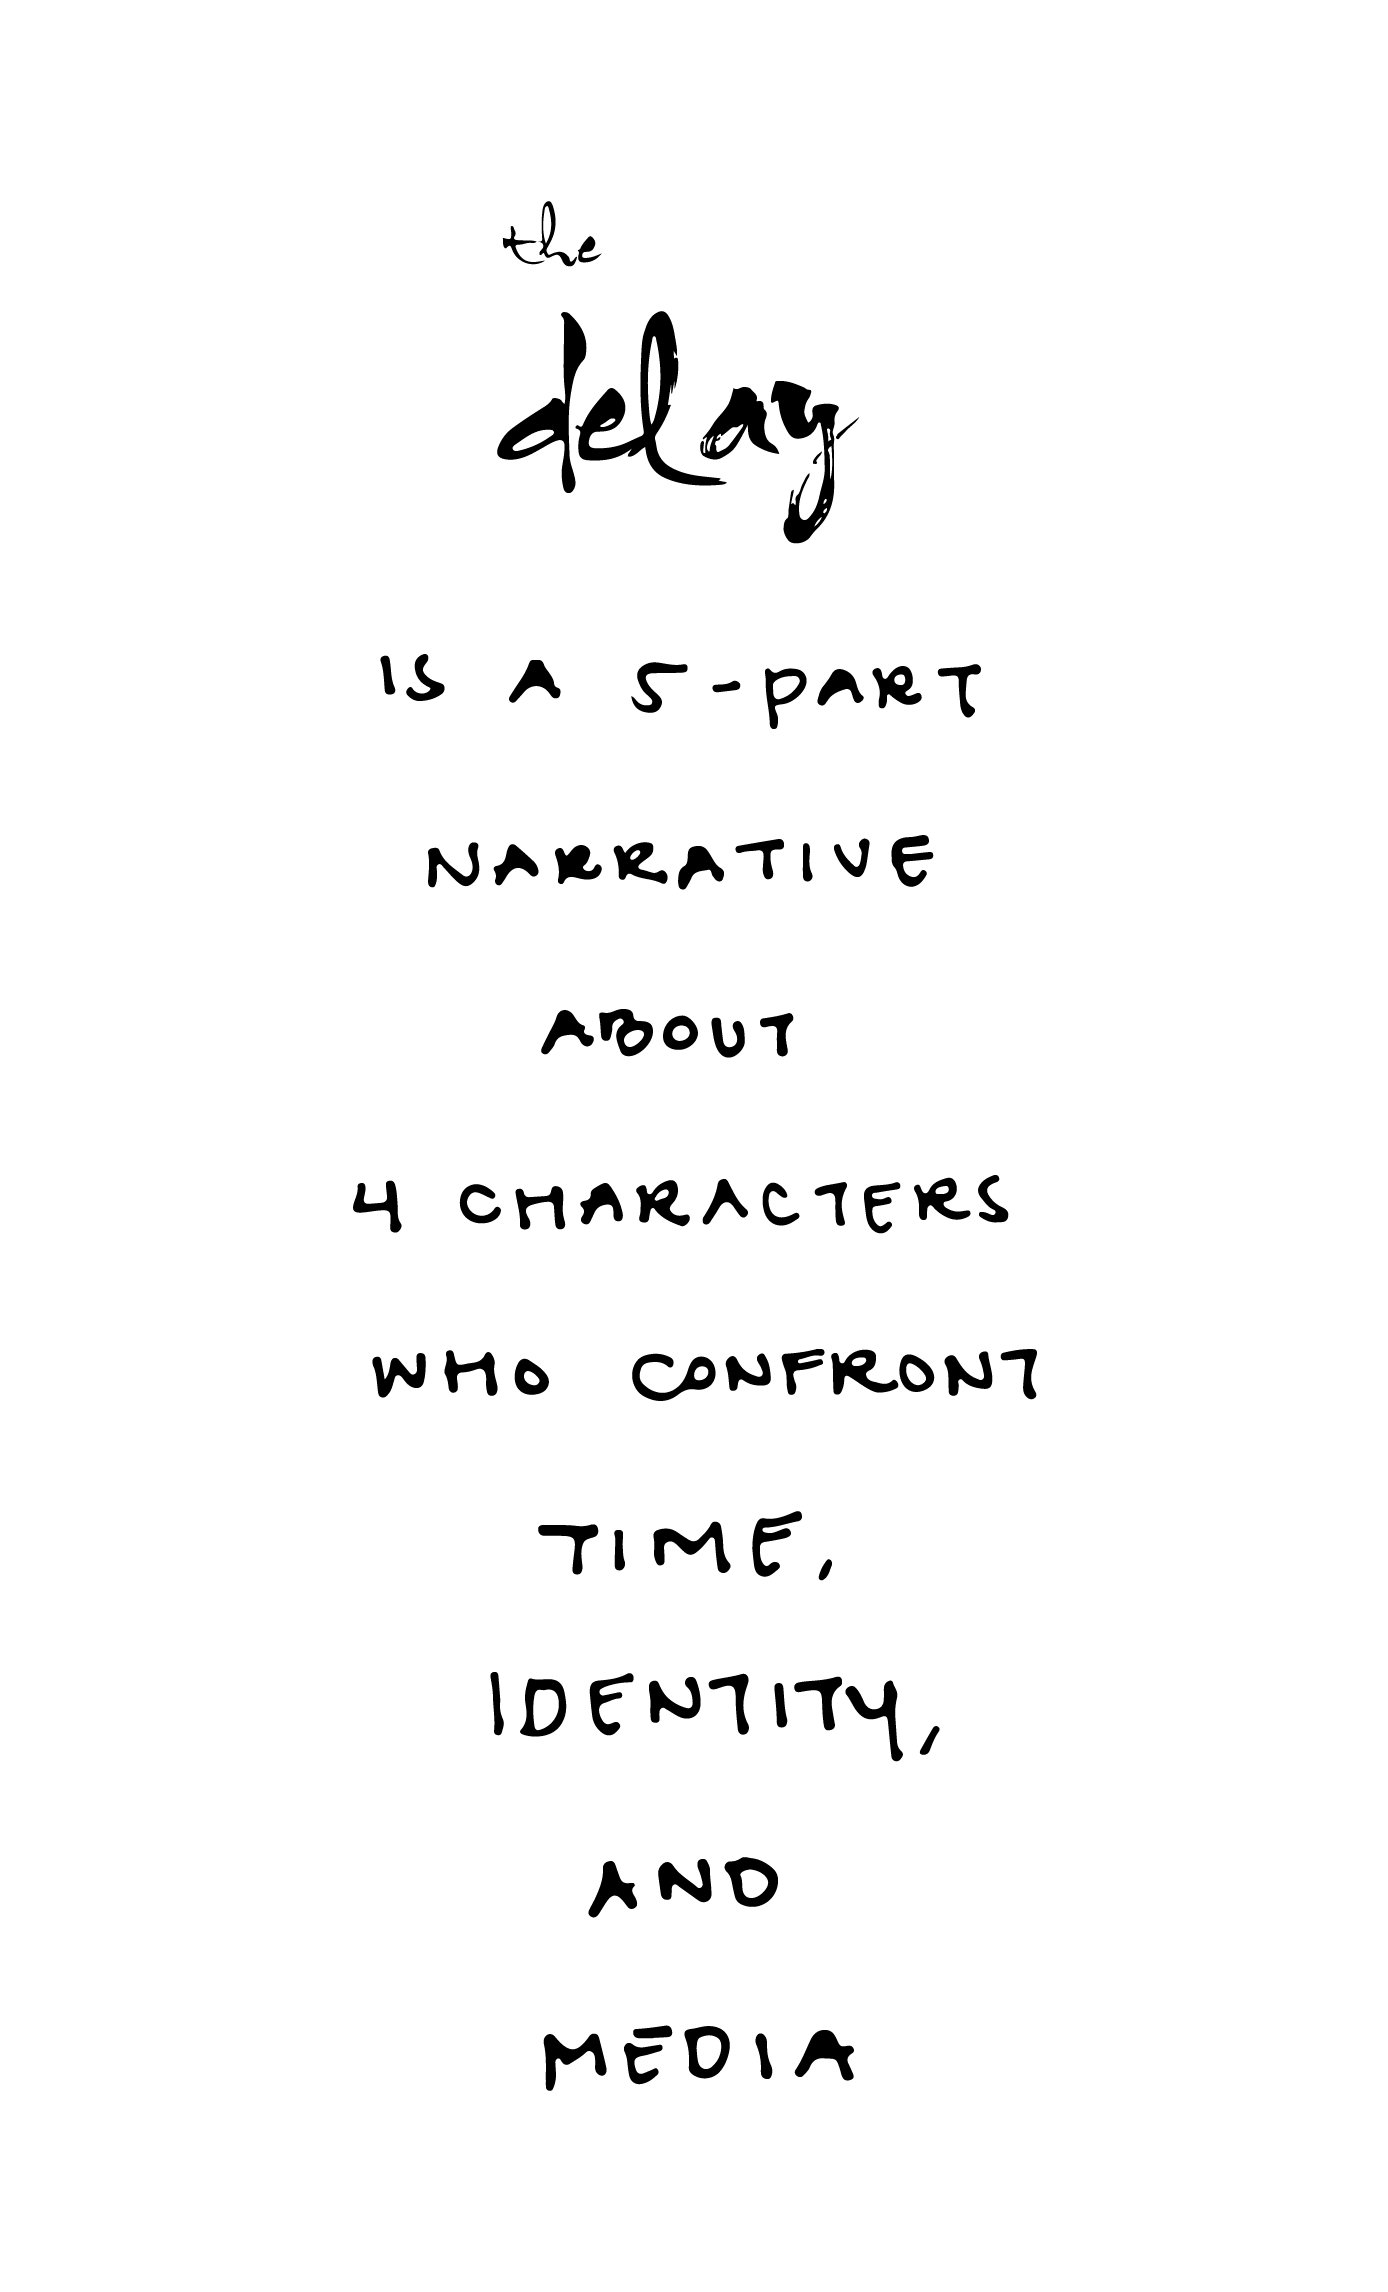 the
delay
IS A 5-PART
NARRATIVE
ABOUT
4 CHARACTERS
WHO CONFRONT
TIME,
IDENTITY,
AND
MEDIA